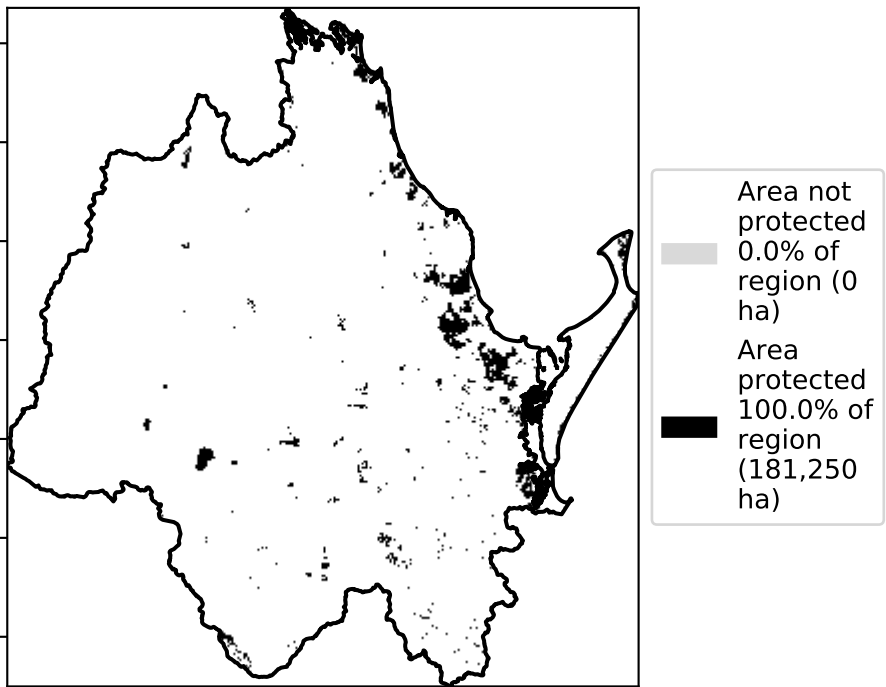 Area not
protected
0.0% of
region (0
ha)
Area
protected
100.0% of
region
(181,250
ha)